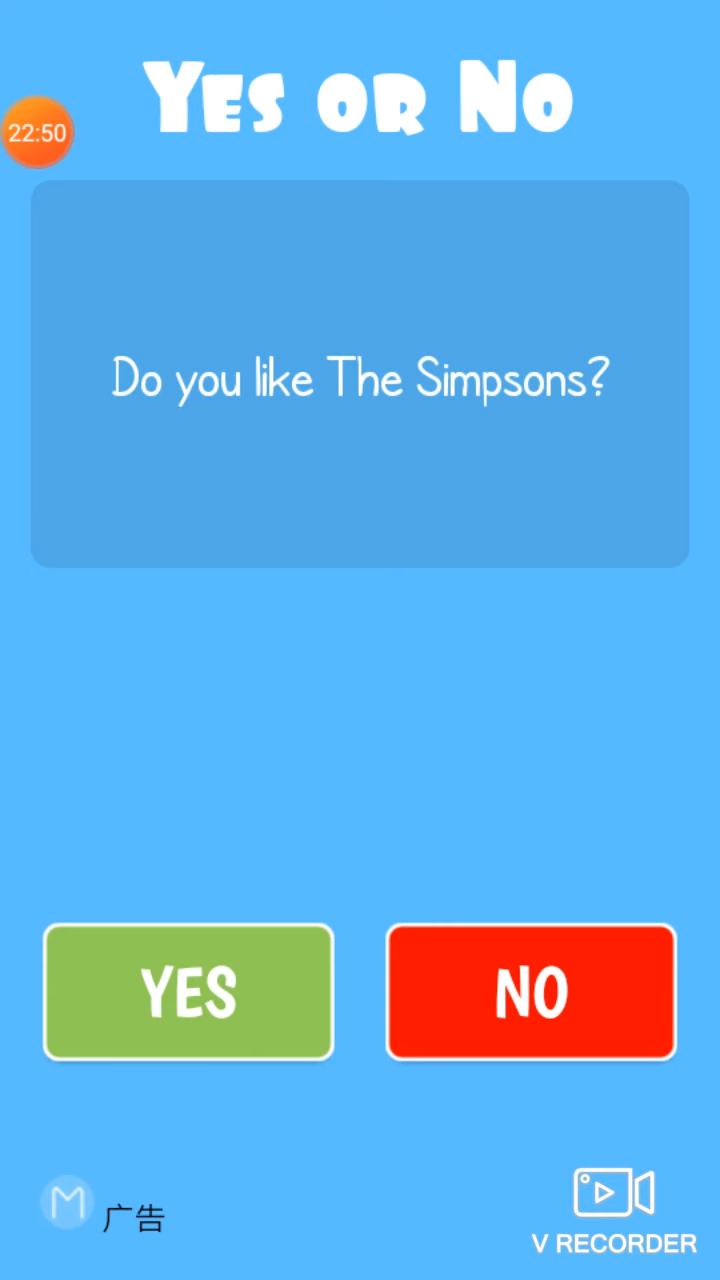 Yes or No
22:50
Do you like The Simpsons?
YES
NO
M
广告
V RECORDER